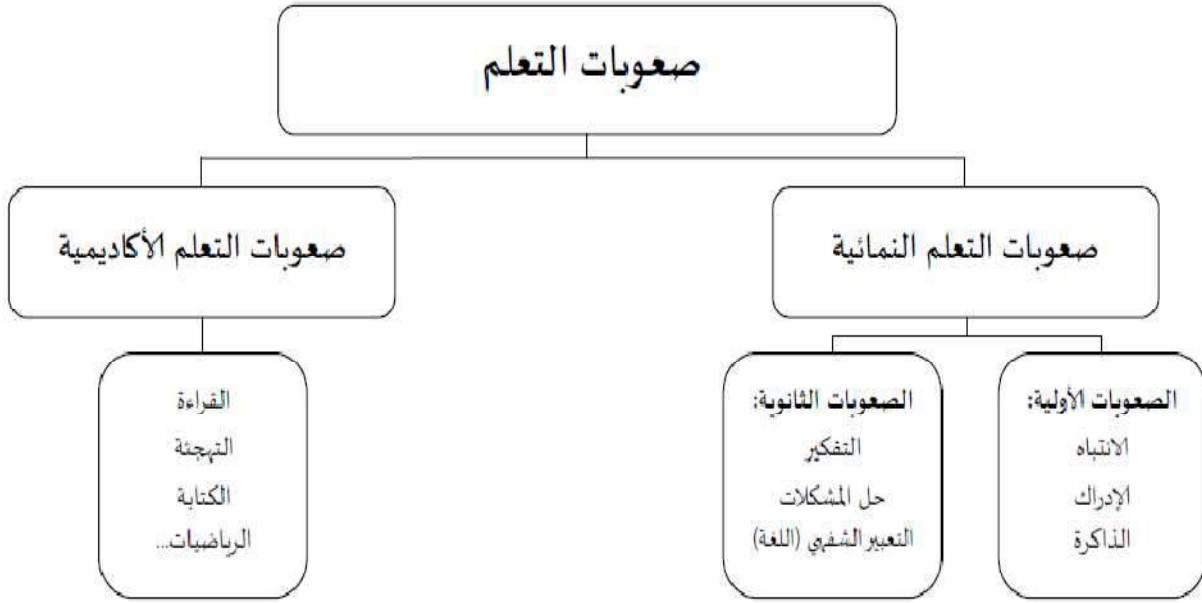 صعوبات التعلم
صعوبات التعلم النمائية
صعوبات التعلم الأكاديمية
الصعوبات الأولية:
الانتباه
الإدراك
الذاكرة
الصعوبات الثانوية:
التفكير
حل المشكلات
التعبير الشفهي (اللغة)
القراءة
التهجئة
الكتابة
الرياضيات...